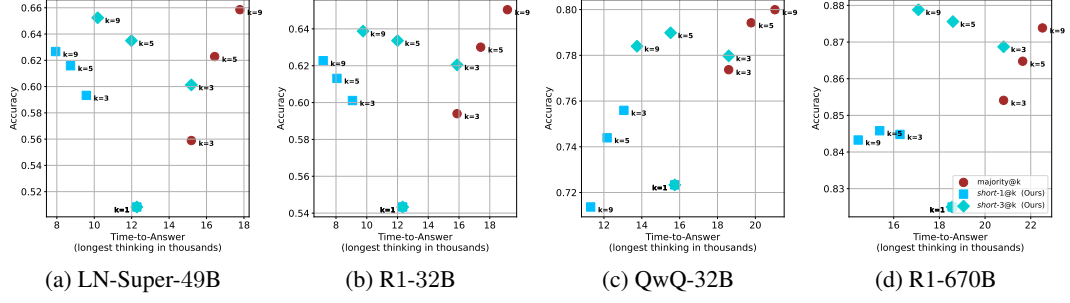 0.66
0.64
0.62
0.60
0.58
0.56
0.54
0.52
Accuracy
k=9
k=9
k=5
k=9
k=5
k=5
k=3
k=3
k=3
k=1
8 10 12 14 16 18
Time-to-Answer
(longest thinking in thousands)
(a) LN-Super-49B
0.64
0.62
0.60
0.58
0.56
0.54
Accuracy
k=9
k=9
k=5
k=5
k=9
k=3
k=5
k=3
k=3
k=1
8 10 12 14 16 18
Time-to-Answer
(longest thinking in thousands)
(b) R1-32B
0.80
0.78
0.76
0.74
0.72
Accuracy
k=9
k=5
k=5
k=9
k=3
k=3
k=3
k=5
k=1
k=9
12 14 16 18 20
Time-to-Answer
(longest thinking in thousands)
(c) QwQ-32B
0.88
0.87
0.86
0.85
0.84
0.83
Accuracy
k=9
k=5
k=9
k=3
k=5
k=3
k=5
k=3
k=9
k=1
majority@k
short-1@k (Ours)
short-3@k (Ours)
16 18 20 22
Time-to-Answer
(longest thinking in thousands)
(d) R1-670B